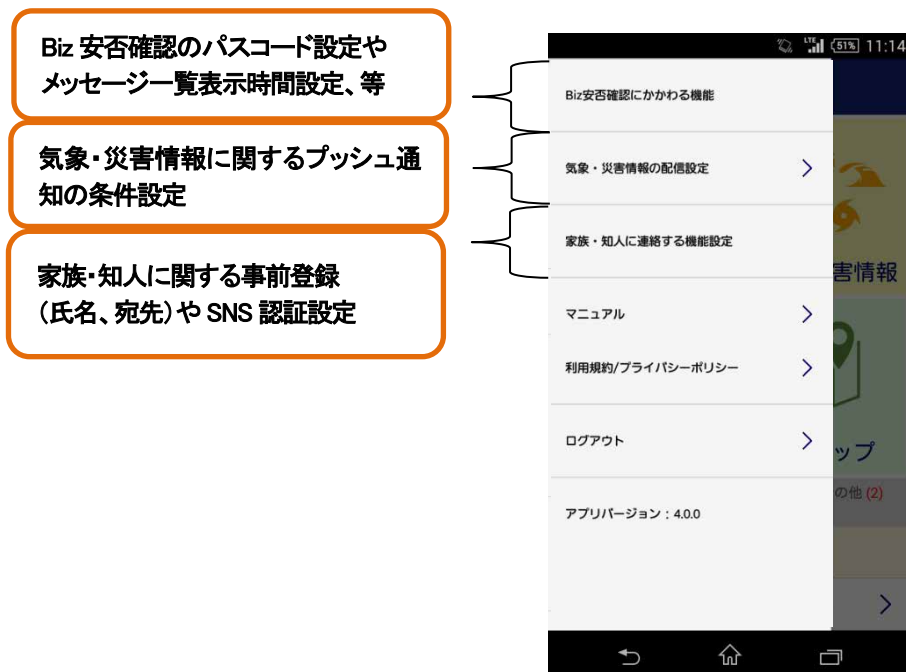 Biz 安否確認のパスコード設定や
メッセージ一覧表示時間設定、等
気象・災害情報に関するプッシュ通
知の条件設定
家族・知人に関する事前登録
（氏名、宛先）や SNS 認証設定
LTE 51% 11:14
Biz安否確認にかかわる機能
気象・災害情報の配信設定
家族・知人に連絡する機能設定
害情報
マニュアル
利用規約/プライバシーポリシー
ログアウト
ップ
の他 (2)
アプリバージョン：4.0.0